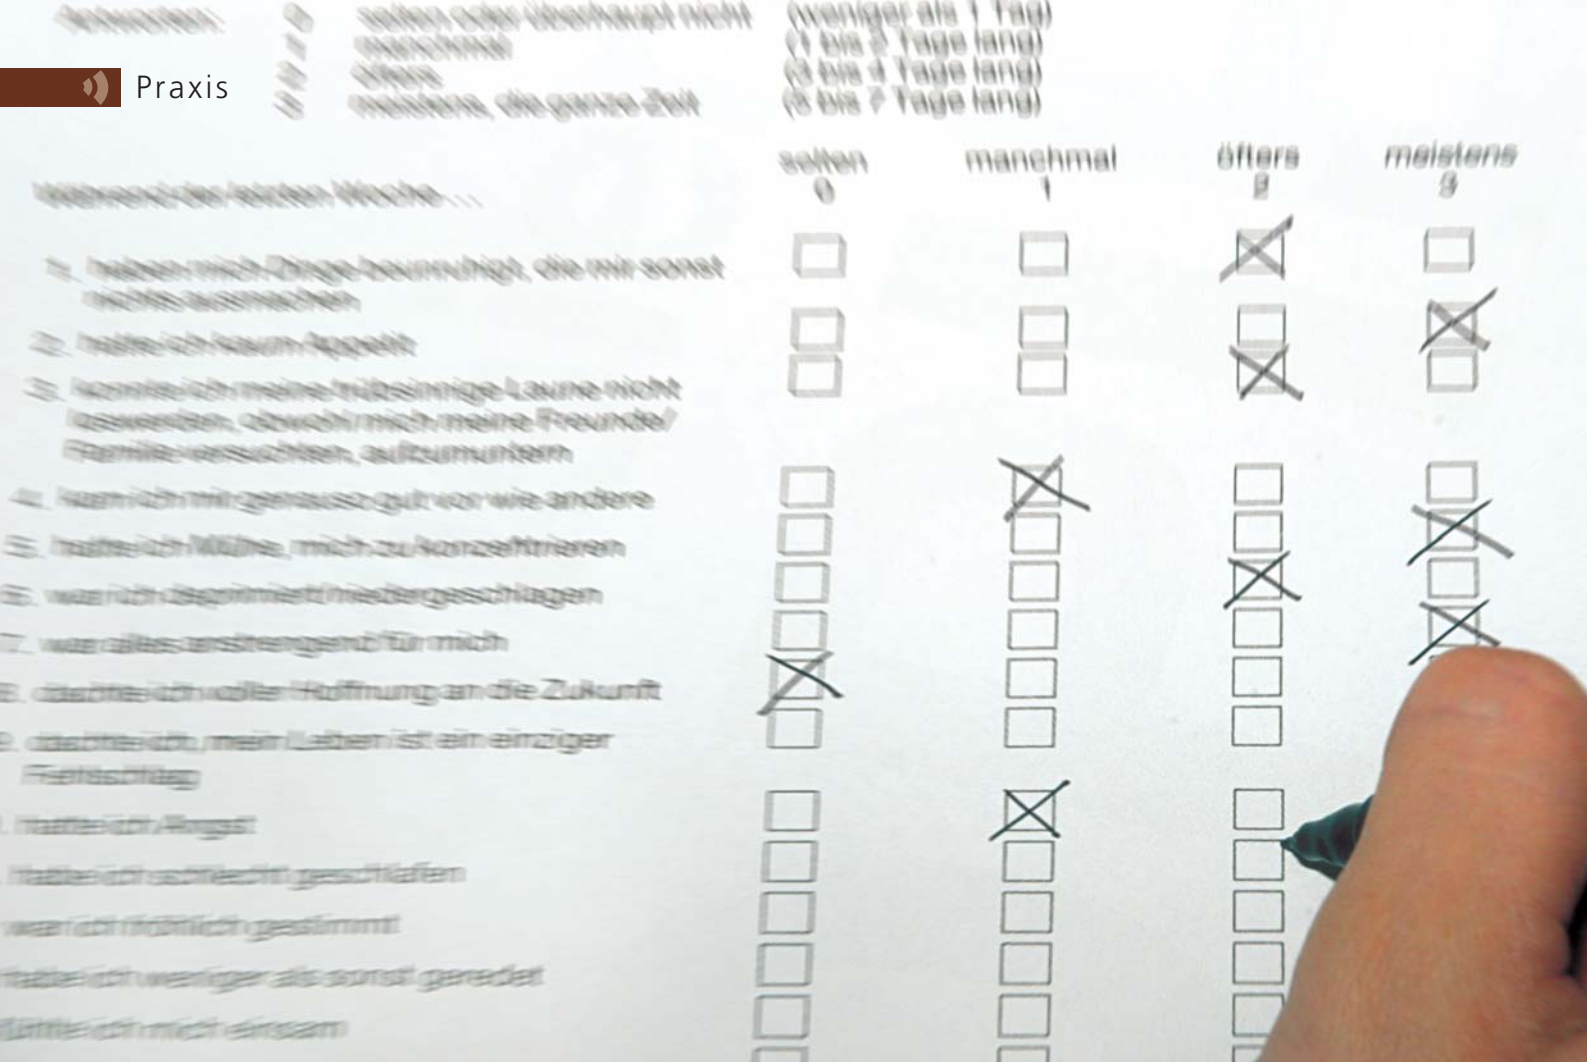 Antworten: 0 selten oder überhaupt nicht (weniger als 1 Tag)
1 manchmal (1 bis 2 Tage lang)
2 öfters (3 bis 4 Tage lang)
3 meistens, die ganze Zeit (5 bis 7 Tage lang)
Praxis
selten manchmal öfters meistens
0 1 2 3
Während der letzten Woche . . .
1. haben mich Dinge beunruhigt, die mir sonst
nichts ausmachen
2. hatte ich kaum Appetit
3. konnte ich meine trübsinnige Laune nicht
loswerden, obwohl mich meine Freunde/
Familie versuchten, aufzumuntern
4. kam ich mir genauso gut vor wie andere
5. hatte ich Mühe, mich zu konzentrieren
6. war ich deprimiert/niedergeschlagen
7. war alles anstrengend für mich
8. dachte ich voller Hoffnung an die Zukunft
9. dachte ich, mein Leben ist ein einziger
Fehlschlag
. hatte ich Angst
. habe ich schlecht geschlafen
war ich fröhlich gestimmt
habe ich weniger als sonst geredet
fühlte ich mich einsam